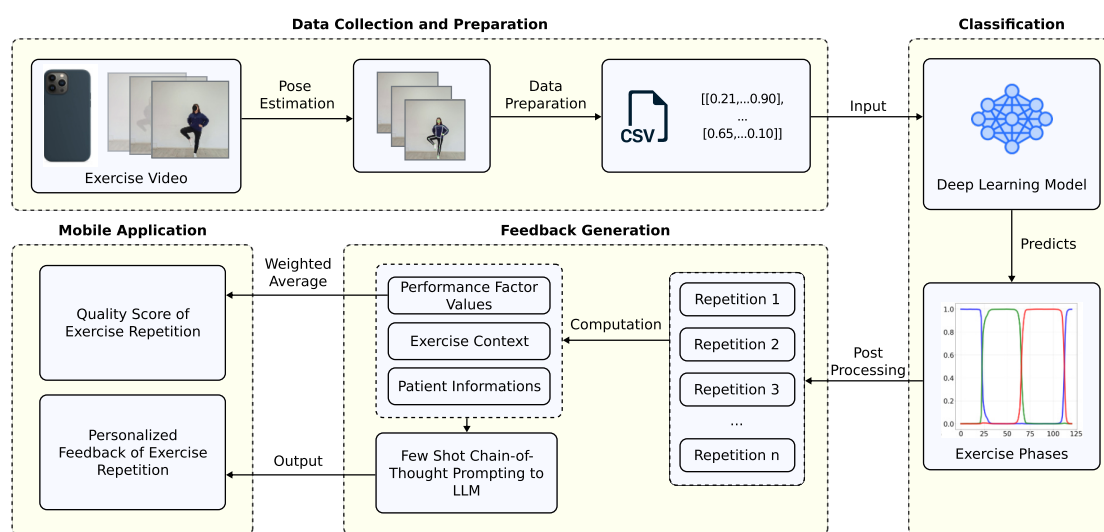 Data Collection and Preparation
Classification
Exercise Video
Pose
Estimation
Data
Preparation
CSV
[[0.21,...0.90],
...
[0.65,...0.10]]
Input
Deep Learning Model
Predicts
1.0
0.8
0.6
0.4
0.2
0.0
0
25
50
75
100
125
Exercise Phases
Post
Processing
Mobile Application
Feedback Generation
Repetition 1
Repetition 2
Repetition 3
...
Repetition n
Computation
Performance Factor
Values
Exercise Context
Patient Informations
Few Shot Chain-of-
Thought Prompting to
LLM
Weighted
Average
Quality Score of
Exercise Repetition
Output
Personalized
Feedback of Exercise
Repetition